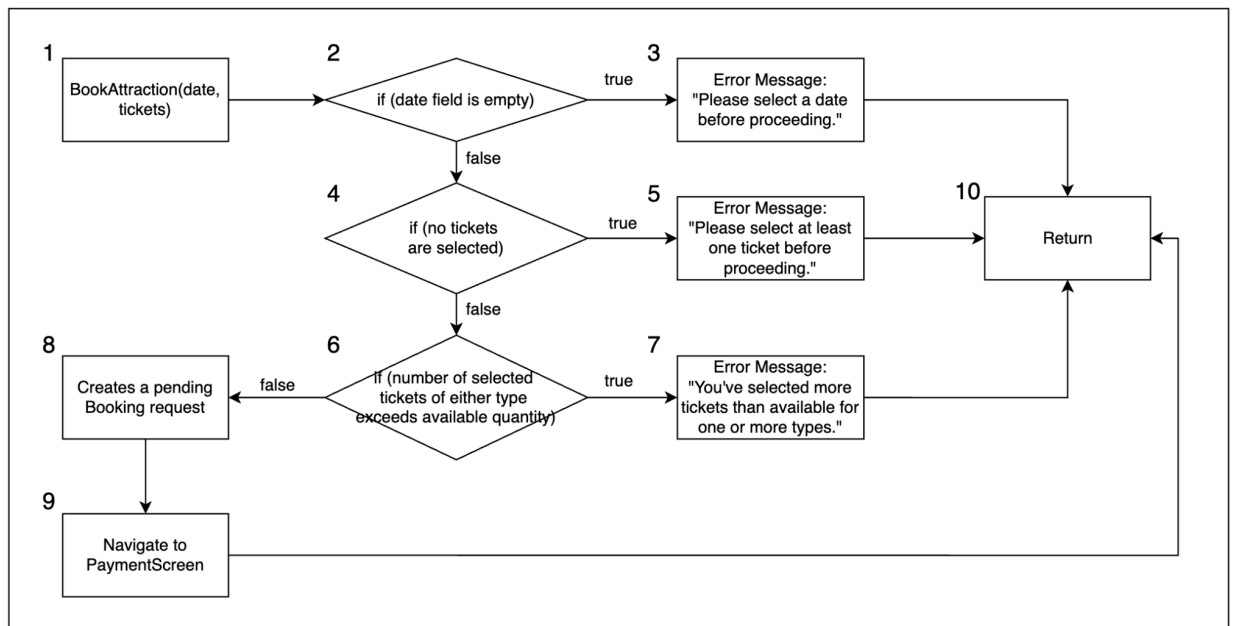 1
BookAttraction(date,
tickets)
2
if (date field is empty)
true
3
Error Message:
"Please select a date
before proceeding."
false
4
if (no tickets
are selected)
true
5
Error Message:
"Please select at least
one ticket before
proceeding."
10
Return
false
6
if (number of selected
tickets of either type
exceeds available quantity)
true
7
Error Message:
"You've selected more
tickets than available for
one or more types."
false
8
Creates a pending
Booking request
9
Navigate to
PaymentScreen